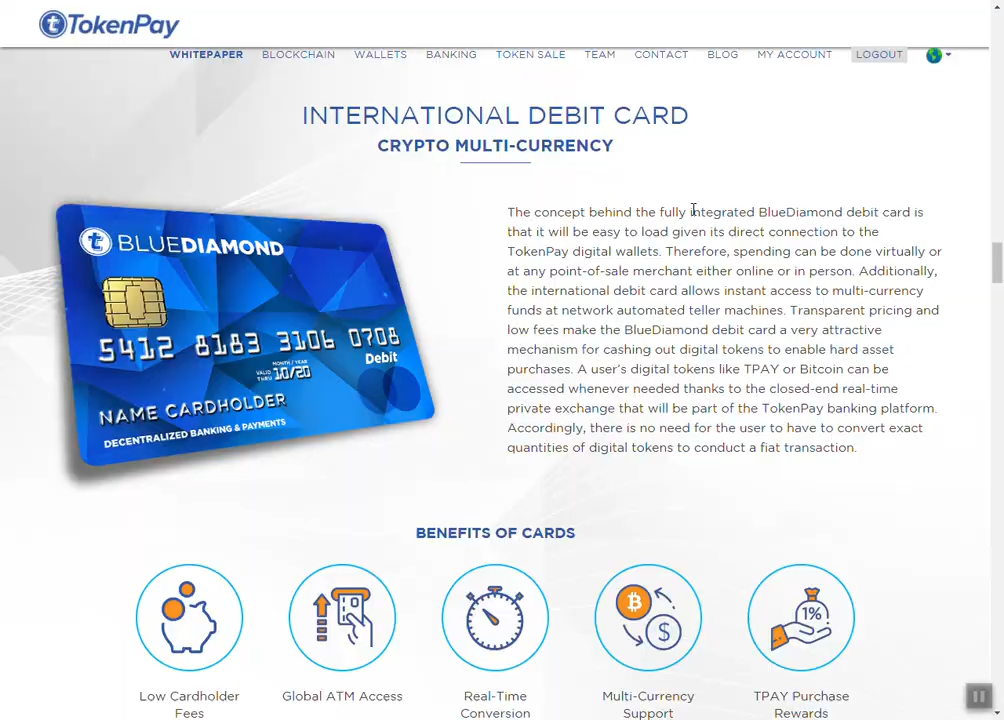 TokenPay
WHITEPAPER BLOCKCHAIN WALLETS BANKING TOKEN SALE TEAM CONTACT BLOG MY ACCOUNT LOGOUT
INTERNATIONAL DEBIT CARD
CRYPTO MULTI-CURRENCY
BLUEDIAMOND
5412 8183 3106 0708
Debit
MONTH / YEAR
VALID THRU 10/20
NAME CARDHOLDER
DECENTRALIZED BANKING & PAYMENTS
The concept behind the fully integrated BlueDiamond debit card is
that it will be easy to load given its direct connection to the
TokenPay digital wallets. Therefore, spending can be done virtually or
at any point-of-sale merchant either online or in person. Additionally,
the international debit card allows instant access to multi-currency
funds at network automated teller machines. Transparent pricing and
low fees make the BlueDiamond debit card a very attractive
mechanism for cashing out digital tokens to enable hard asset
purchases. A user's digital tokens like TPAY or Bitcoin can be
accessed whenever needed thanks to the closed-end real-time
private exchange that will be part of the TokenPay banking platform.
Accordingly, there is no need for the user to have to convert exact
quantities of digital tokens to conduct a fiat transaction.
BENEFITS OF CARDS
1%
Low Cardholder
Fees
Global ATM Access
Real-Time
Conversion
Multi-Currency
Support
TPAY Purchase
Rewards